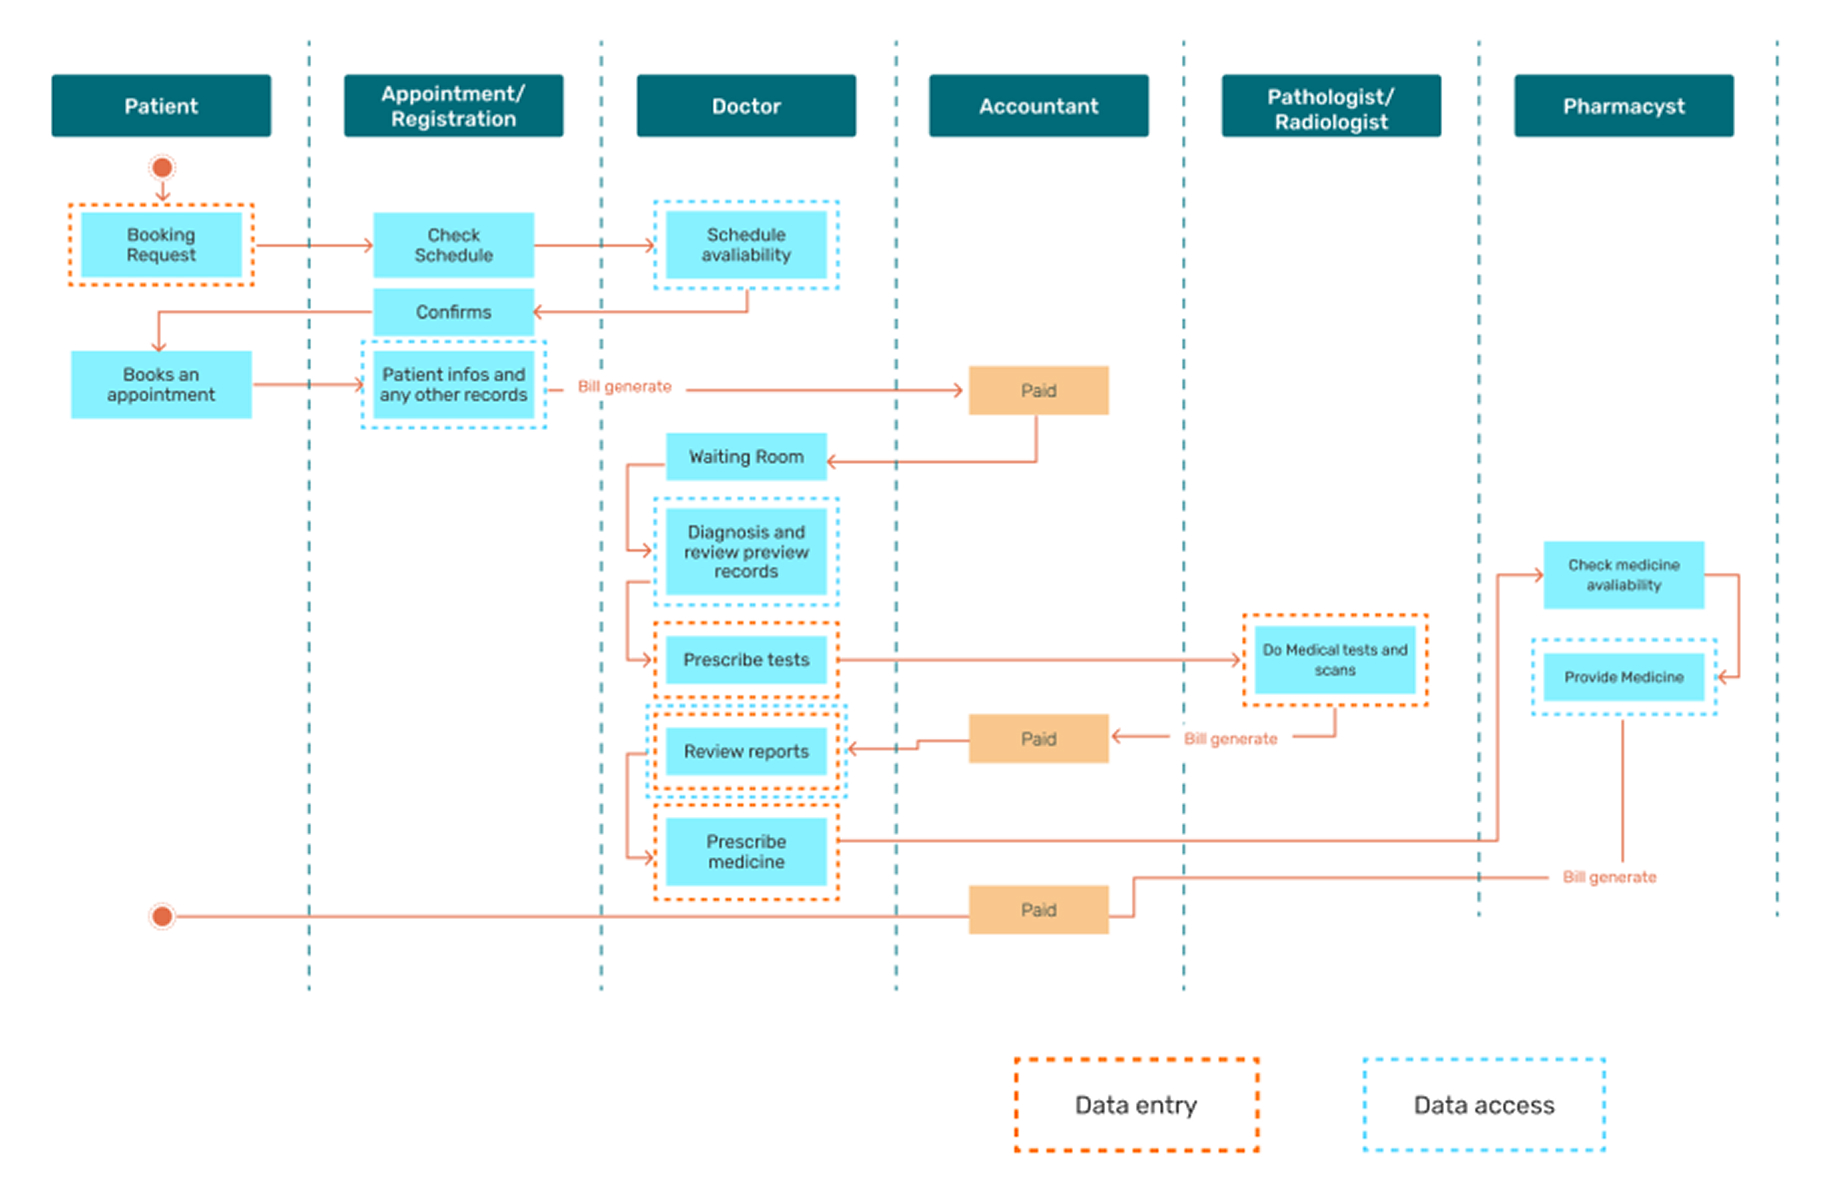 Patient
Appointment/
Registration
Doctor
Accountant
Pathologist/
Radiologist
Pharmacyst
Booking
Request
Check
Schedule
Schedule
avaliability
Confirms
Books an
appointment
Patient infos and
any other records
Bill generate
Paid
Waiting Room
Diagnosis and
review preview
records
Check medicine
avaliability
Prescribe tests
Do Medical tests and
scans
Provide Medicine
Review reports
Paid
Bill generate
Prescribe
medicine
Bill generate
Paid
Data entry
Data access